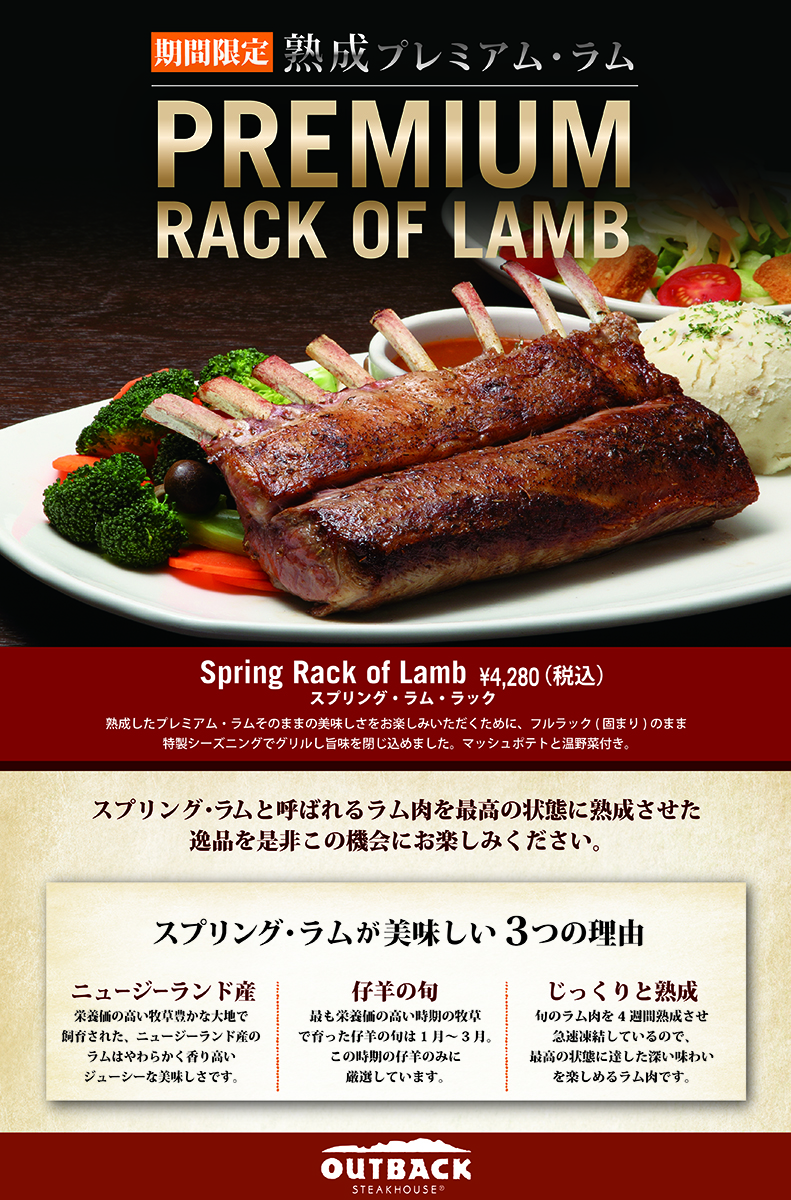 期間限定 熟成プレミアム・ラム
PREMIUM
RACK OF LAMB
Spring Rack of Lamb ¥4,280（税込）
スプリング・ラム・ラック
熟成したプレミアム・ラムそのままの美味しさをお楽しみいただくために、フルラック(固まり)のまま
特製シーズニングでグリルし旨味を閉じ込めました。マッシュポテトと温野菜付き。
スプリング・ラムと呼ばれるラム肉を最高の状態に熟成させた
逸品を是非この機会にお楽しみください。
スプリング・ラムが美味しい3つの理由
ニュージーランド産
栄養価の高い牧草豊かな大地で
飼育された、ニュージーランド産の
ラムはやわらかく香り高い
ジューシーな美味しさです。
仔羊の旬
最も栄養価の高い時期の牧草
で育った仔羊の旬は1月～3月。
この時期の仔羊のみに
厳選しています。
じっくりと熟成
旬のラム肉を4週間熟成させ
急速凍結しているので、
最高の状態に達した深い味わい
を楽しめるラム肉です。
OUTBACK
STEAKHOUSE®